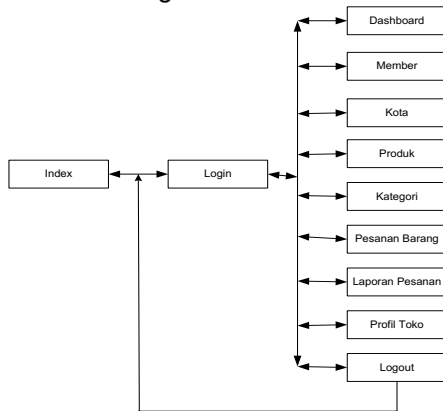 Dashboard
Member
Kota
Produk
Index
Login
Kategori
Pesanan Barang
Laporan Pesanan
Profil Toko
Logout